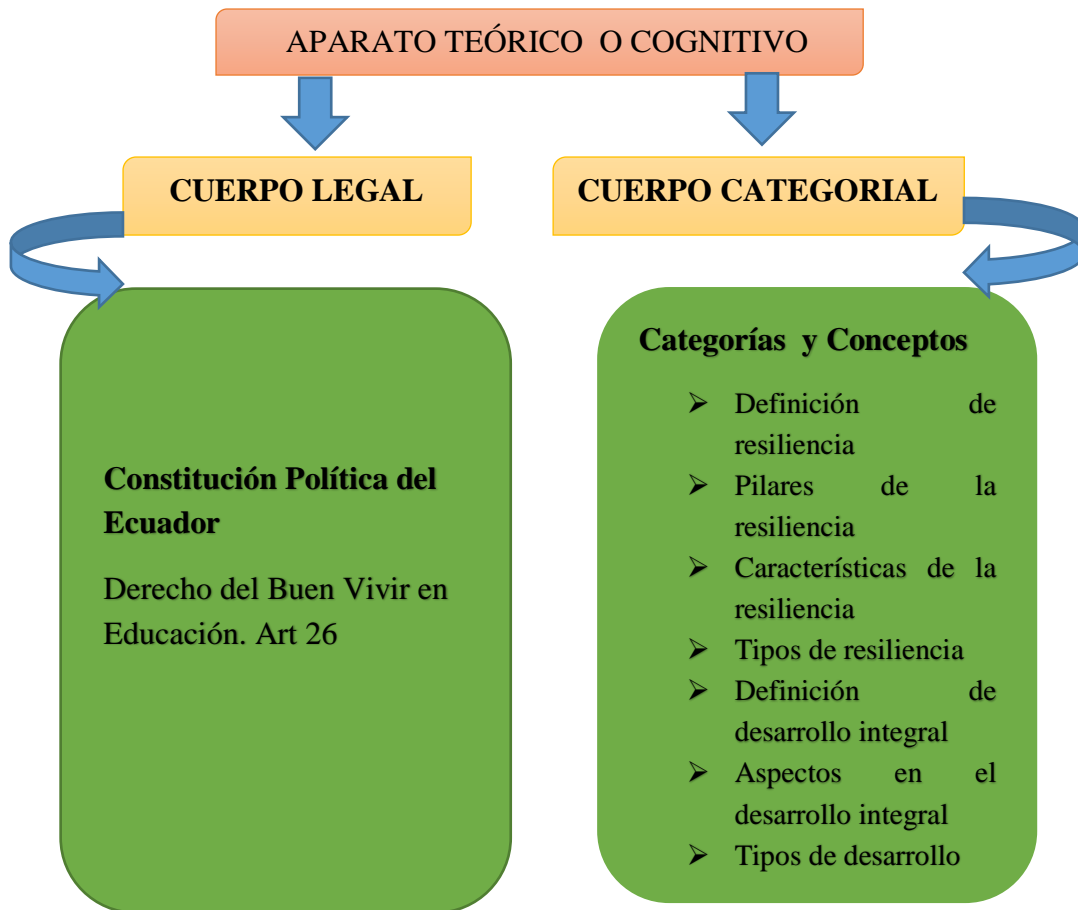 APARATO TEÓRICO O COGNITIVO
CUERPO LEGAL
CUERPO CATEGORIAL
Constitución Política del
Ecuador
Derecho del Buen Vivir en
Educación. Art 26
Categorías y Conceptos
➢ Definición de
resiliencia
➢ Pilares de la
resiliencia
➢ Características de la
resiliencia
➢ Tipos de resiliencia
➢ Definición de
desarrollo integral
➢ Aspectos en el
desarrollo integral
➢ Tipos de desarrollo